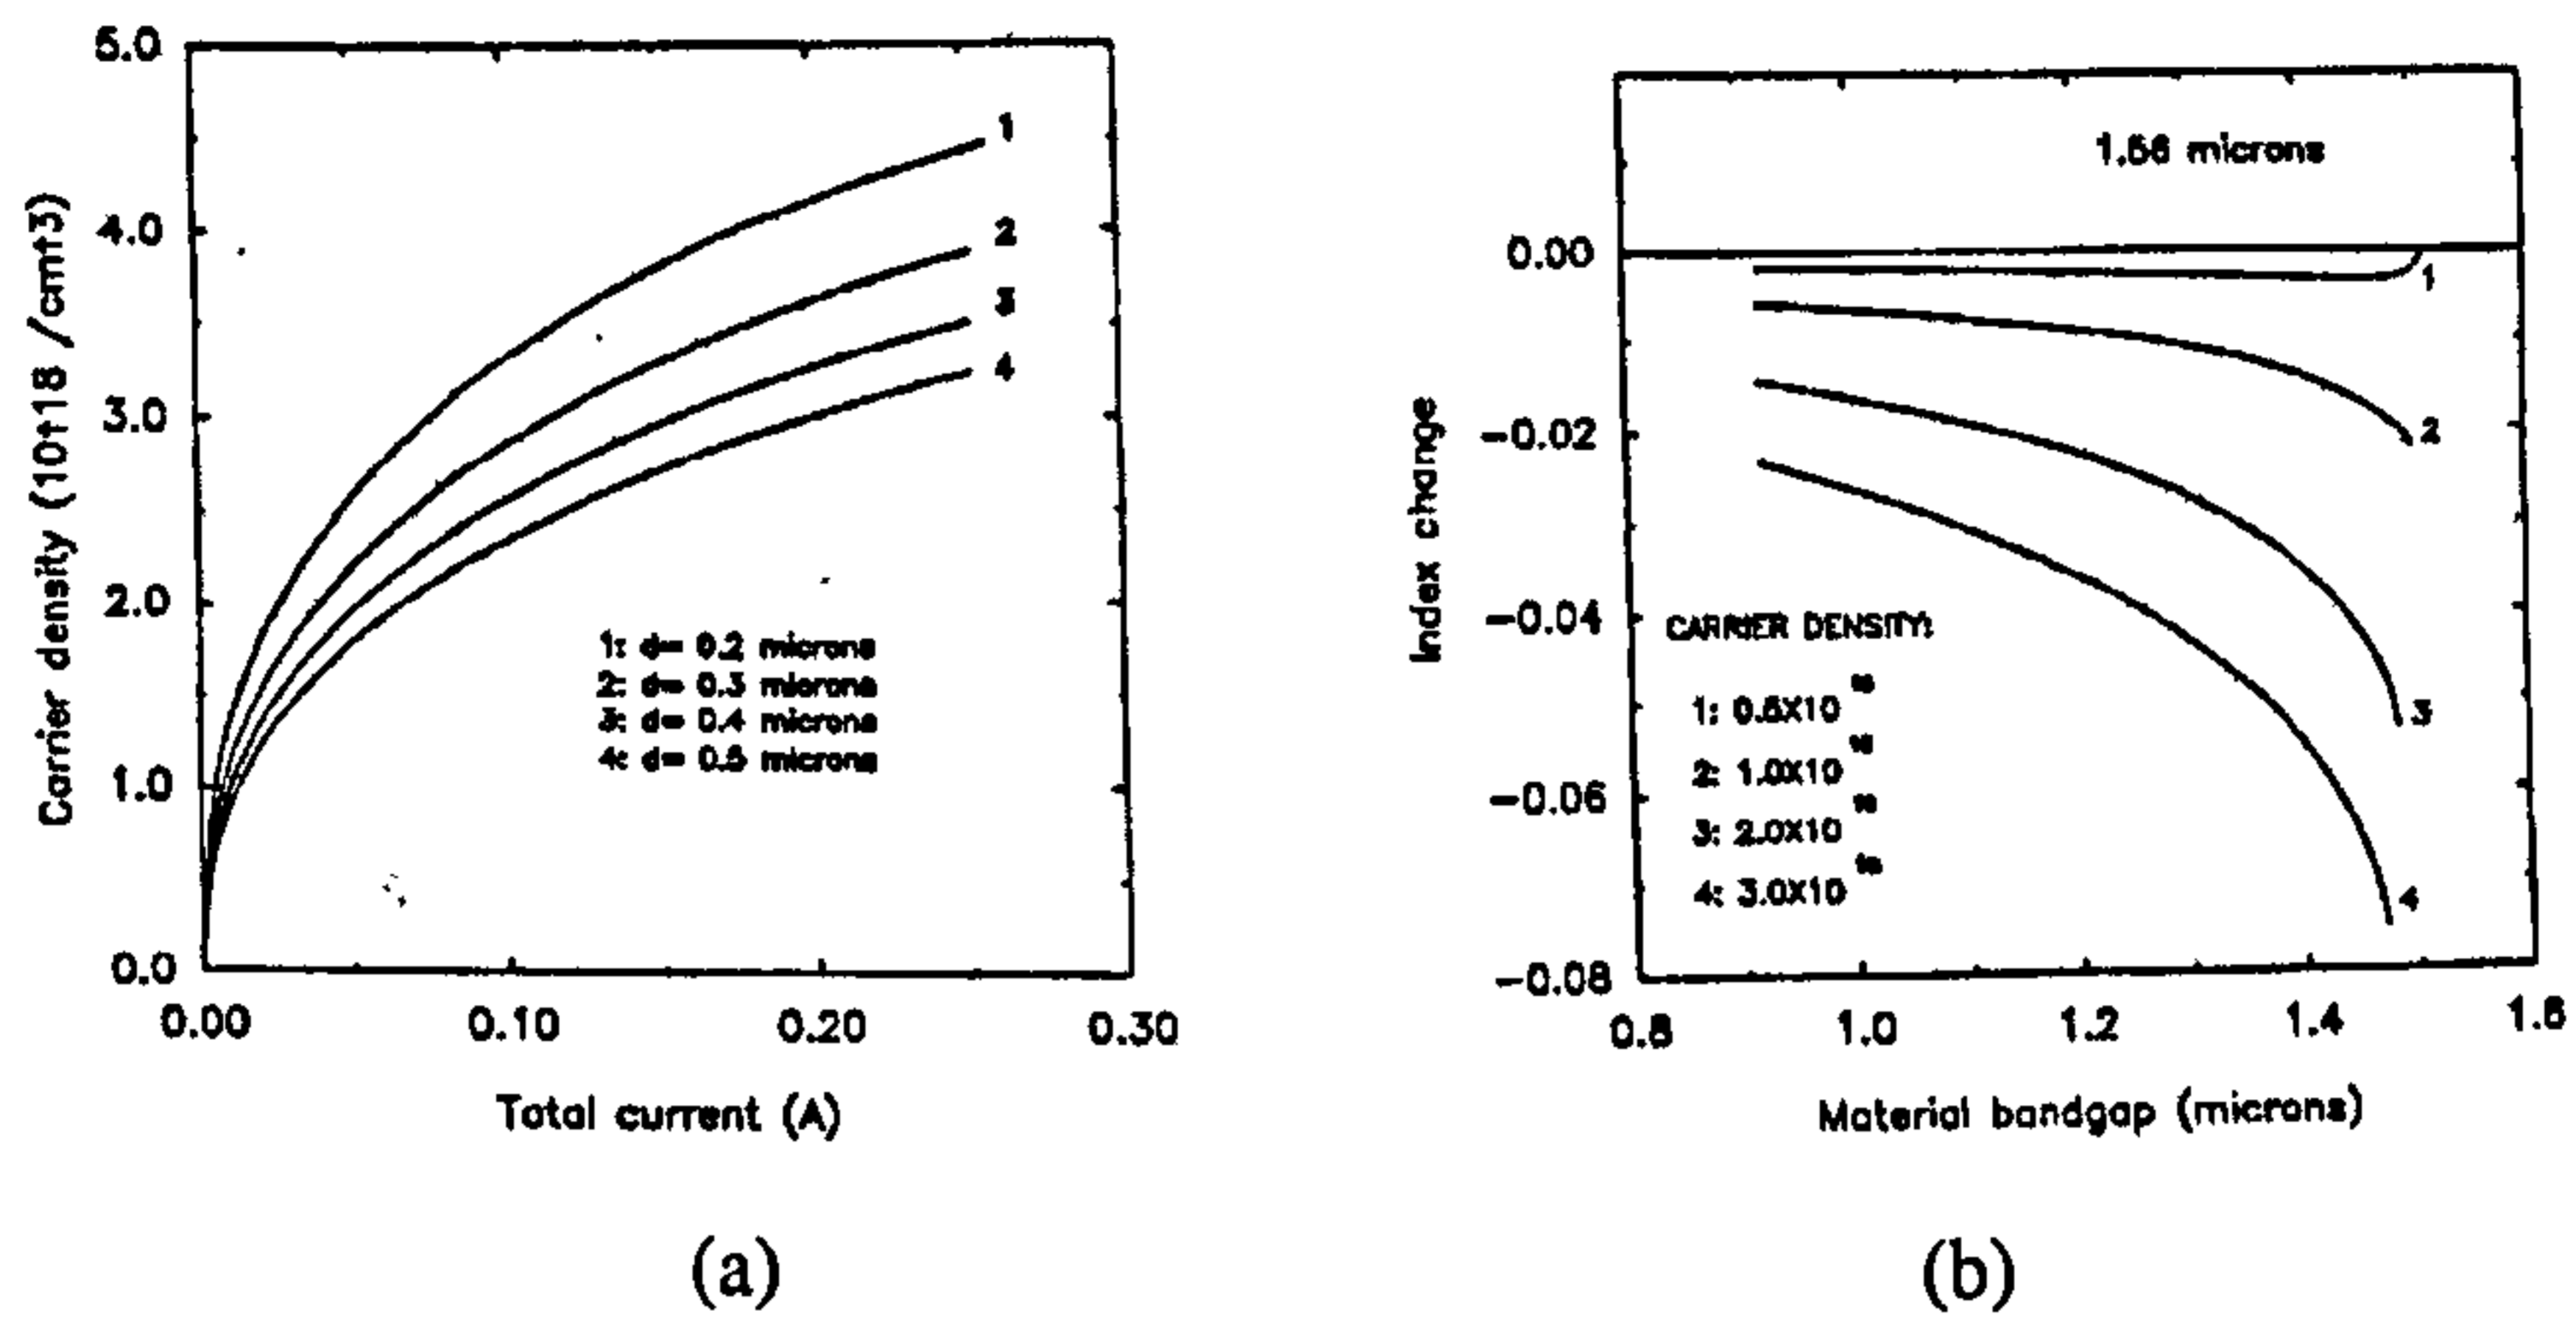 5.0
4.0
3.0
2.0
1.0
0.0
Carrier density (10↑18 /cm↑3)
1
2
3
4
1: d= 0.2 microns
2: d= 0.3 microns
3: d= 0.4 microns
4: d= 0.5 microns
0.00 0.10 0.20 0.30
Total current (A)
(a)
1.56 microns
0.00
-0.02
-0.04
-0.06
-0.08
Index change
1
2
3
4
CARRIER DENSITY:
1: 0.5X10
2: 1.0X10
3: 2.0X10
4: 3.0X10
0.8 1.0 1.2 1.4 1.6
Material bandgap (microns)
(b)